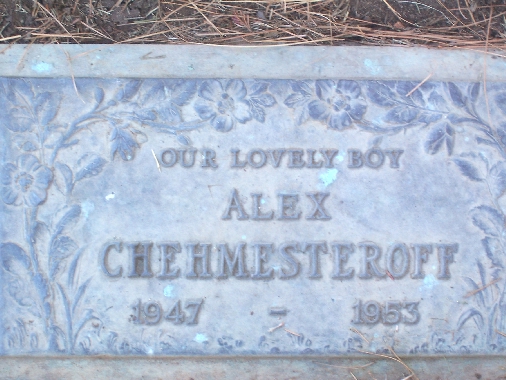 OUR LOVELY BOY
ALEX
CHEHMESTEROFF
1947 - 1953